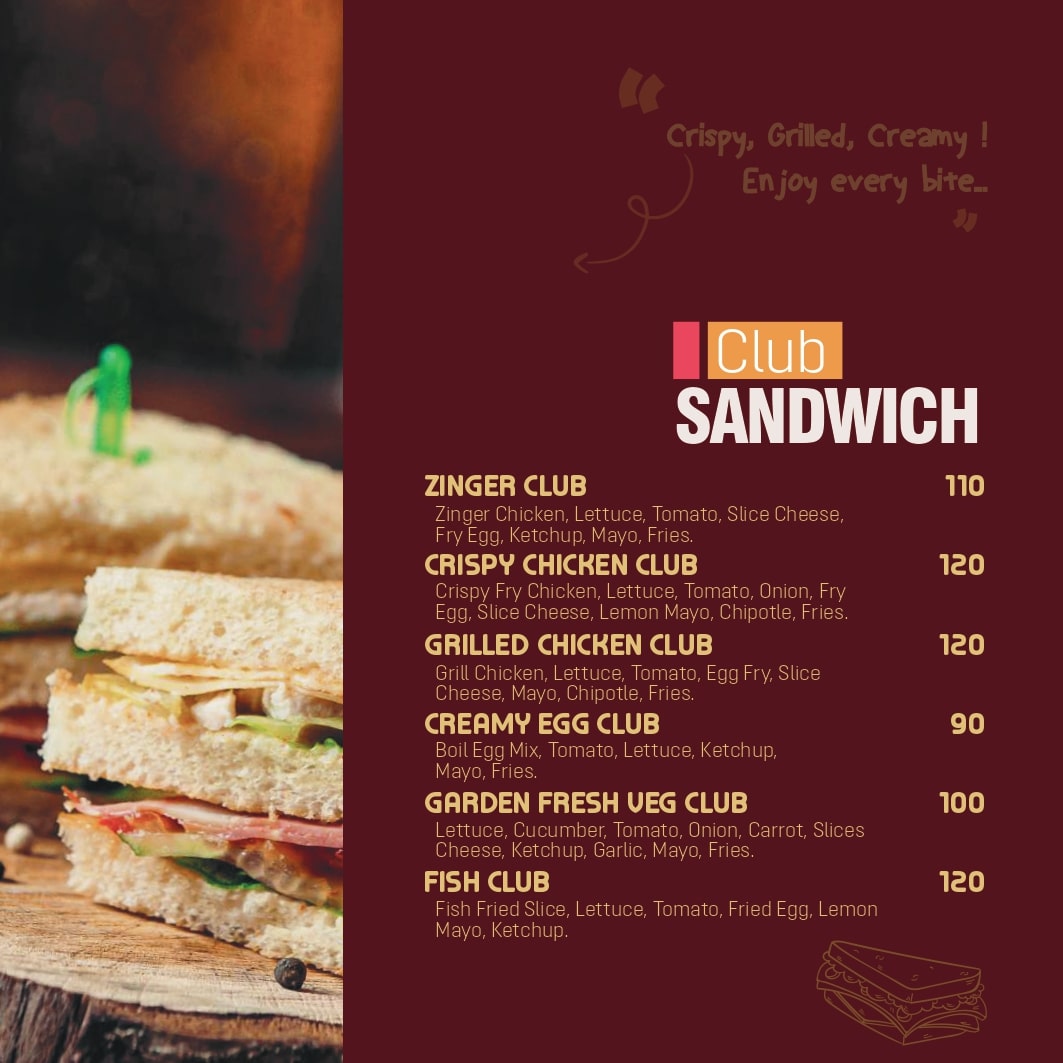 “
Crispy, Grilled, Creamy !
Enjoy every bite...
”
Club
SANDWICH
ZINGER CLUB 110
Zinger Chicken, Lettuce, Tomato, Slice Cheese,
Fry Egg, Ketchup, Mayo, Fries.
CRISPY CHICKEN CLUB 120
Crispy Fry Chicken, Lettuce, Tomato, Onion, Fry
Egg, Slice Cheese, Lemon Mayo, Chipotle, Fries.
GRILLED CHICKEN CLUB 120
Grill Chicken, Lettuce, Tomato, Egg Fry, Slice
Cheese, Mayo, Chipotle, Fries.
CREAMY EGG CLUB 90
Boil Egg Mix, Tomato, Lettuce, Ketchup,
Mayo, Fries.
GARDEN FRESH VEG CLUB 100
Lettuce, Cucumber, Tomato, Onion, Carrot, Slices
Cheese, Ketchup, Garlic, Mayo, Fries.
FISH CLUB 120
Fish Fried Slice, Lettuce, Tomato, Fried Egg, Lemon
Mayo, Ketchup.